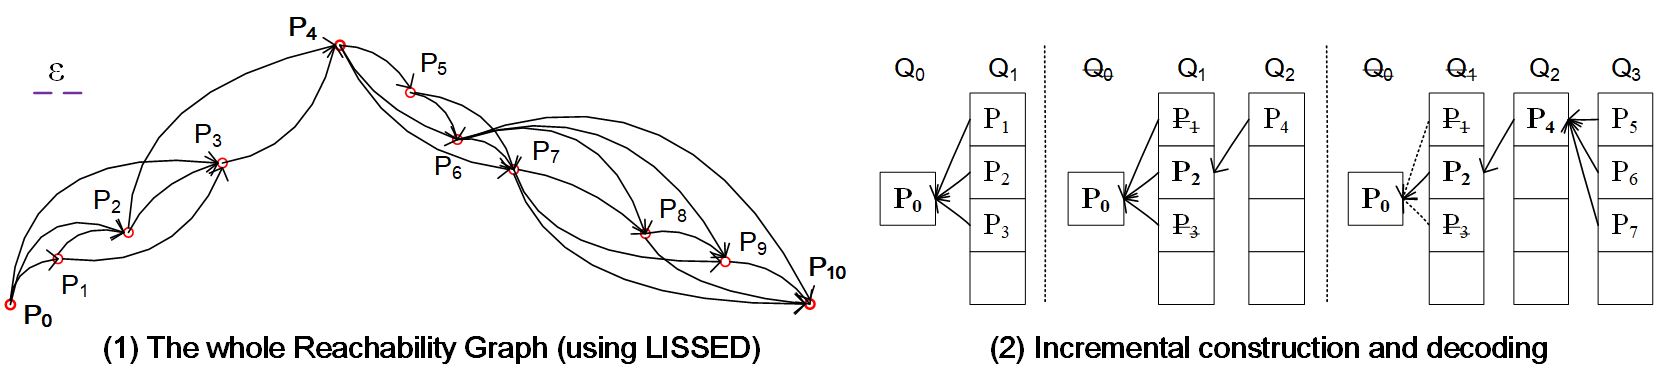 P4
P5
ε
P3
P7
P6
P2
P8
P9
P1
P10
P0
(1) The whole Reachability Graph (using LISSED)
Q0 Q1 Q0 Q1 Q2 Q0 Q1 Q2 Q3
P1 P1 P4 P1 P4 P5
P0 P2 P0 P2 P0 P2 P6
P3 P3 P3 P7
(2) Incremental construction and decoding